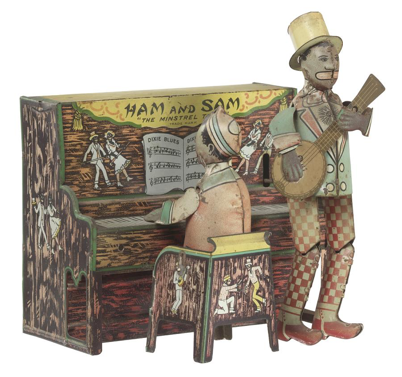 HAM AND SAM
"THE MINSTREL
DIXIE BLUES